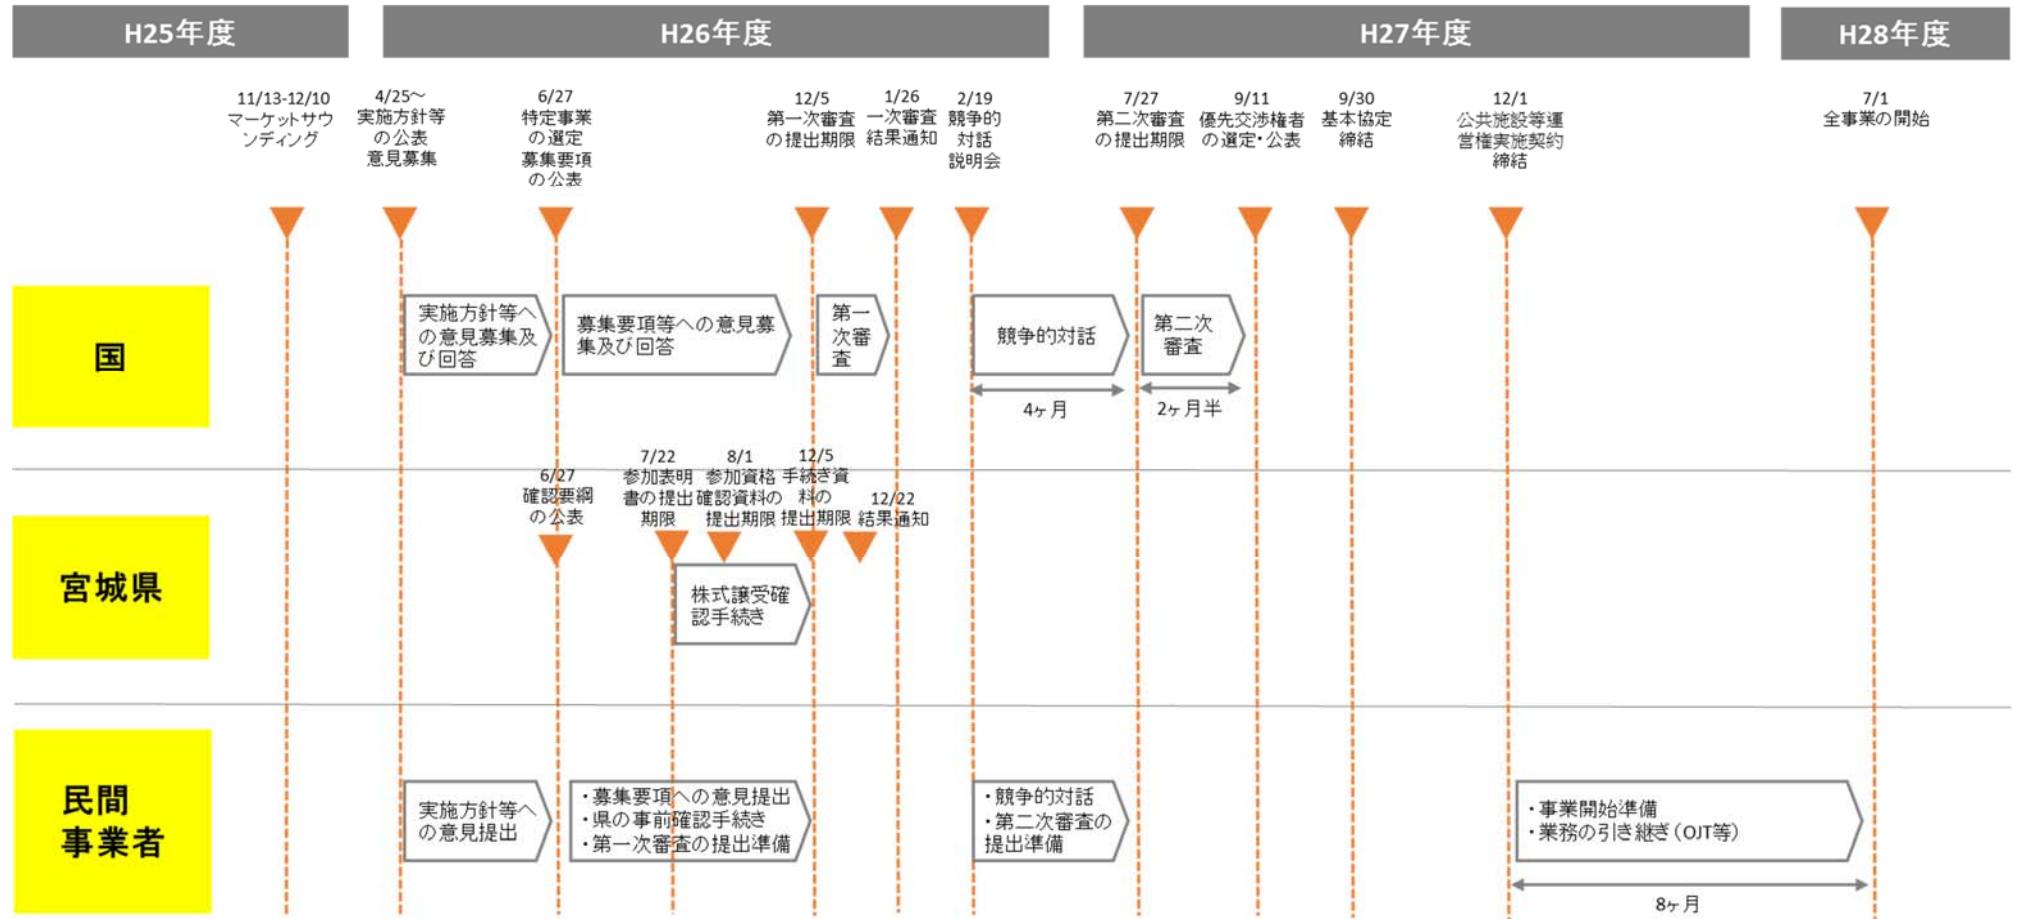 H25年度
H26年度
H27年度
H28年度
11/13-12/10
マーケットサウ
ンディング
4/25～
実施方針等
の公表
意見募集
6/27
特定事業
の選定
募集要項
の公表
12/5
第一次審査
の提出期限
1/26
一次審査
結果通知
2/19
競争的
対話
説明会
7/27
第二次審査
の提出期限
9/11
優先交渉権者
の選定・公表
9/30
基本協定
締結
12/1
公共施設等運
営権実施契約
締結
7/1
全事業の開始
国
実施方針等へ
の意見募集及
び回答
募集要項等への意見募
集及び回答
第一
次審
査
競争的対話
第二次
審査
4ヶ月
2ヶ月半
宮城県
6/27
確認要綱
の公表
7/22
参加表明
書の提出
期限
8/1
参加資格
確認資料の
提出期限
12/5
手続き資
料の
提出期限
12/22
結果通知
株式譲受確
認手続き
民間
事業者
実施方針等へ
の意見提出
・募集要項への意見提出
・県の事前確認手続き
・第一次審査の提出準備
・競争的対話
・第二次審査の
提出準備
・事業開始準備
・業務の引き継ぎ（OJT等）
8ヶ月